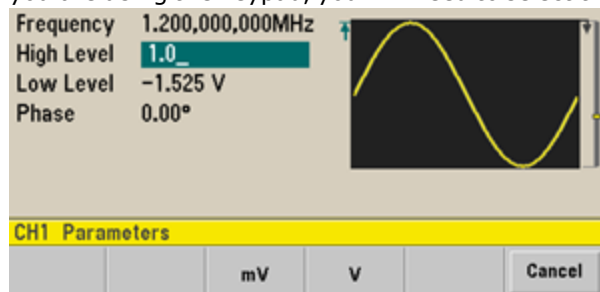 Frequency 1.200,000,000MHz
High Level 1.0_
Low Level −1.525 V
Phase 0.00°
CH1 Parameters
mV V Cancel